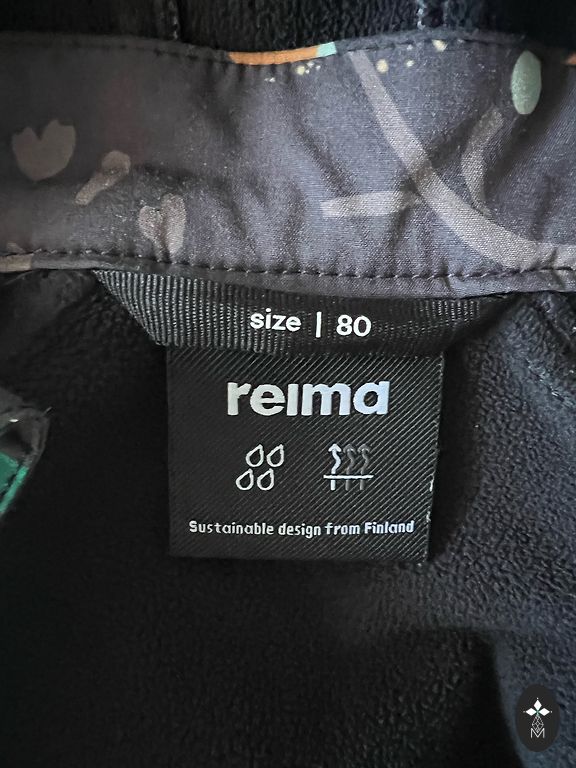 size | 80
reima
Sustainable design from Finland
M